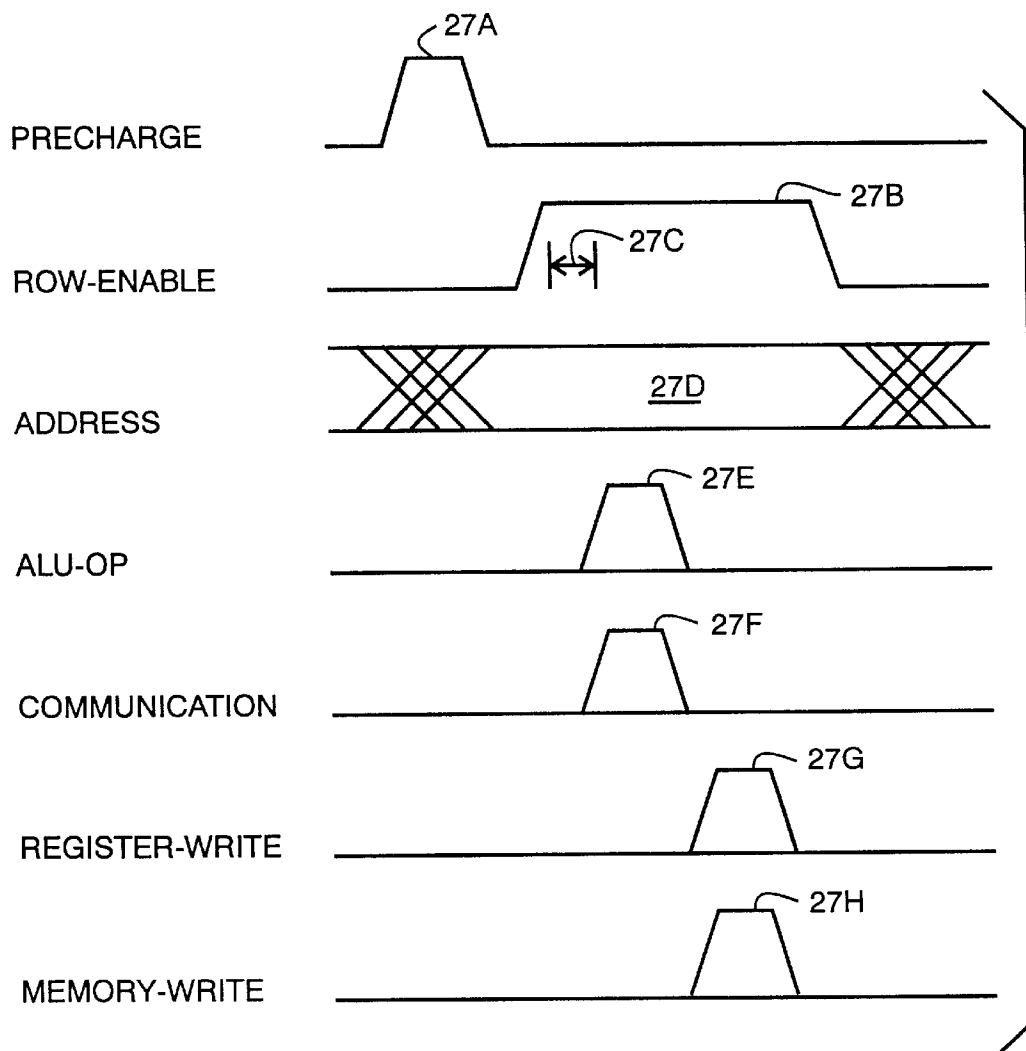 27A
PRECHARGE
27B
27C
ROW-ENABLE
27D
ADDRESS
27E
ALU-OP
27F
COMMUNICATION
27G
REGISTER-WRITE
27H
MEMORY-WRITE